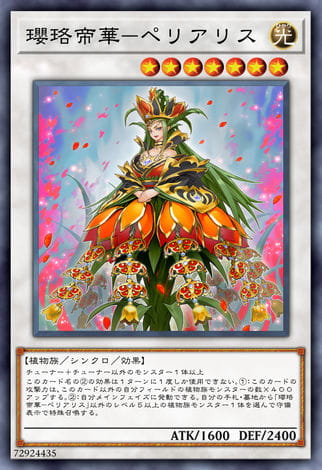 瓔珞帝華－ペリアリス
光
【植物族／シンクロ／効果】
チューナー＋チューナー以外のモンスター１体以上
このカード名の②の効果は１ターンに１度しか使用できない。①：このカード
の攻撃力は、このカード以外の自分フィールドの植物族モンスターの数×４００
アップする。②：自分メインフェイズに発動できる。自分の手札・墓地から「瓔珞
帝華－ペリアリス」以外のレベル５以上の植物族モンスター１体を選んで守備
表示で特殊召喚する。
ATK/1600 DEF/2400
72924435